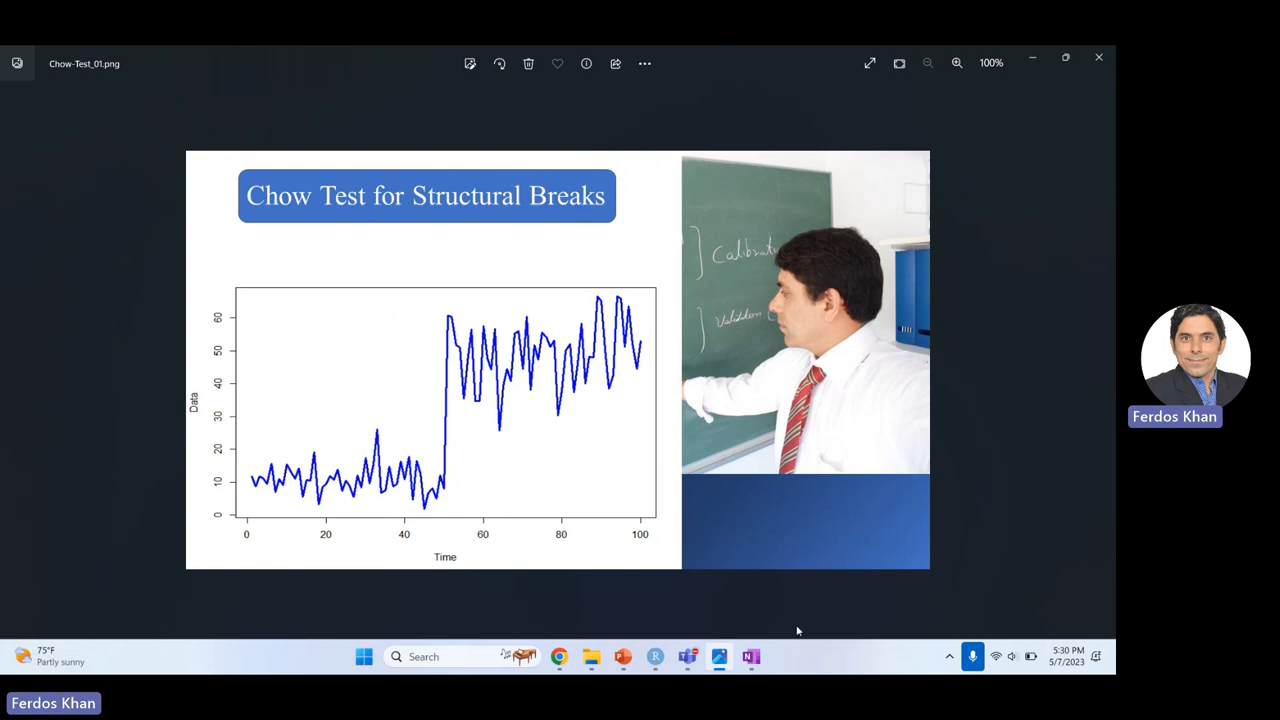 Chow-Test_01.png
100%
Chow Test for Structural Breaks
Data
60
50
40
30
20
10
0
0 20 40 60 80 100
Time
Ferdos Khan
75°F
Partly sunny
Search
5:30 PM
5/7/2023
Ferdos Khan